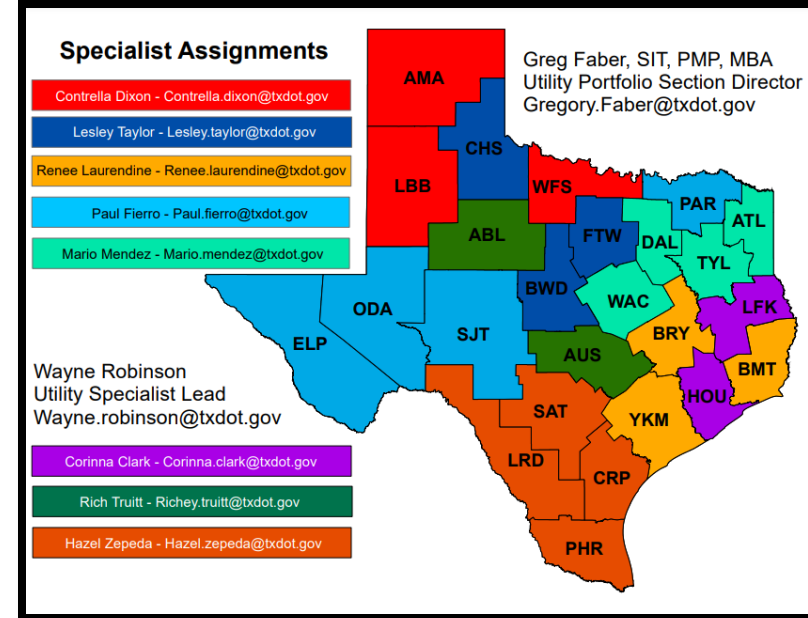 Specialist Assignments
Contrella Dixon - Contrella.dixon@txdot.gov
Lesley Taylor - Lesley.taylor@txdot.gov
Renee Laurendine - Renee.laurendine@txdot.gov
Paul Fierro - Paul.fierro@txdot.gov
Mario Mendez - Mario.mendez@txdot.gov
Greg Faber, SIT, PMP, MBA
Utility Portfolio Section Director
Gregory.Faber@txdot.gov
AMA
CHS
LBB
WFS
PAR
ATL
ABL
FTW
DAL
TYL
BWD
WAC
LFK
ODA
ELP
SJT
BRY
AUS
BMT
HOU
SAT
YKM
LRD
CRP
PHR
Wayne Robinson
Utility Specialist Lead
Wayne.robinson@txdot.gov
Corinna Clark - Corinna.clark@txdot.gov
Rich Truitt - Richey.truitt@txdot.gov
Hazel Zepeda - Hazel.zepeda@txdot.gov